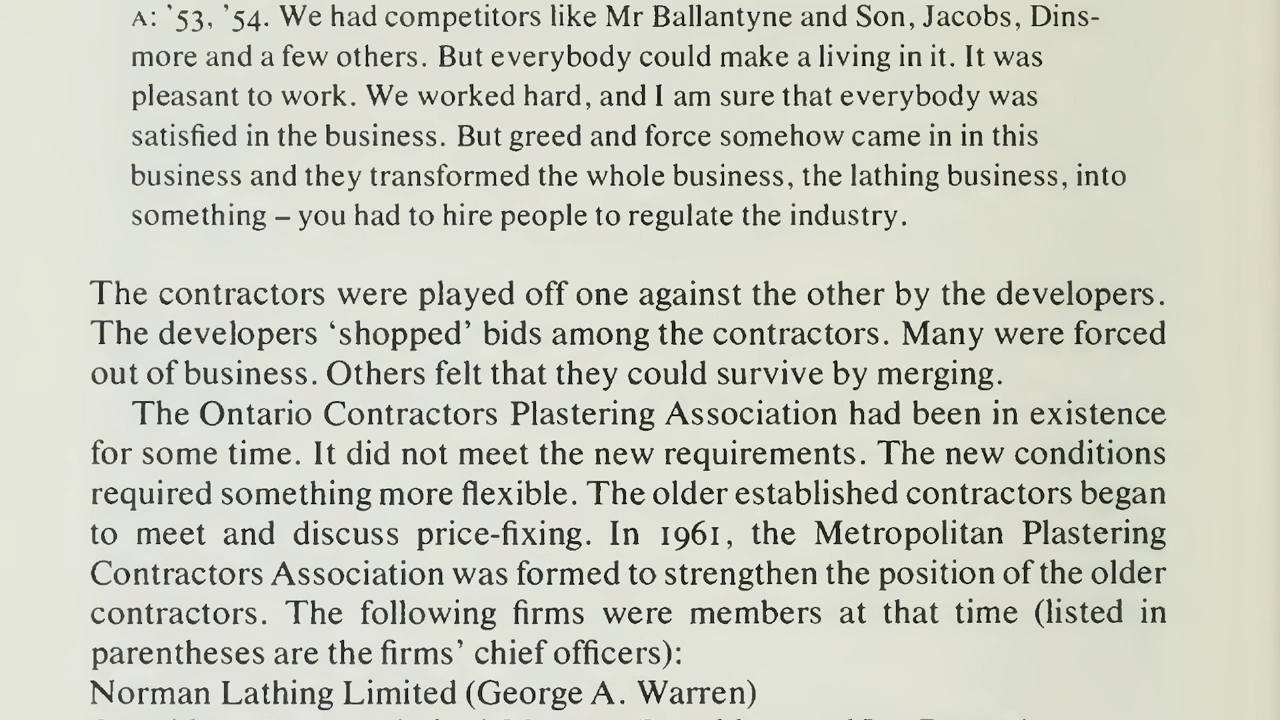 A: '53, '54. We had competitors like Mr Ballantyne and Son, Jacobs, Dins-
more and a few others. But everybody could make a living in it. It was
pleasant to work. We worked hard, and I am sure that everybody was
satisfied in the business. But greed and force somehow came in in this
business and they transformed the whole business, the lathing business, into
something – you had to hire people to regulate the industry.
The contractors were played off one against the other by the developers.
The developers ‘shopped’ bids among the contractors. Many were forced
out of business. Others felt that they could survive by merging.
The Ontario Contractors Plastering Association had been in existence
for some time. It did not meet the new requirements. The new conditions
required something more flexible. The older established contractors began
to meet and discuss price-fixing. In 1961, the Metropolitan Plastering
Contractors Association was formed to strengthen the position of the older
contractors. The following firms were members at that time (listed in
parentheses are the firms’ chief officers):
Norman Lathing Limited (George A. Warren)